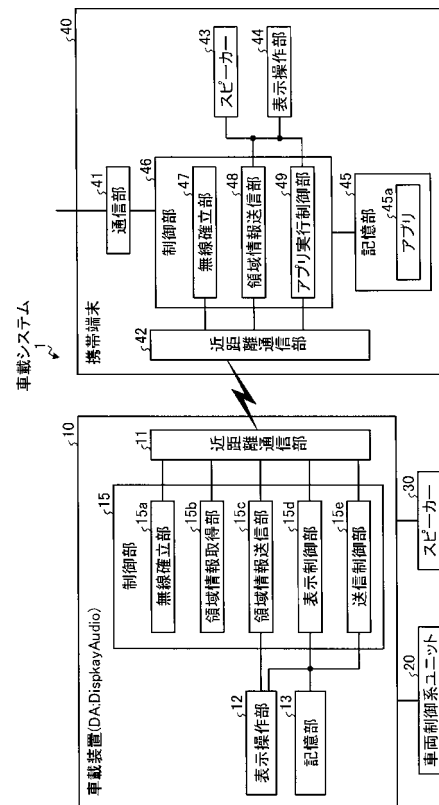 車載システム
1
10
車載装置(DA:DispkayAudio)
15
制御部
15a
無線確立部
15b
領域情報取得部
15c
領域情報送信部
15d
表示制御部
15e
送信制御部
11
近距離通信部
12
表示操作部
13
記憶部
20
車両制御系ユニット
30
スピーカー
40
携帯端末
41
通信部
42
近距離通信部
46
制御部
47
無線確立部
48
領域情報送信部
49
アプリ実行制御部
43
スピーカー
44
表示操作部
45
記憶部
45a
アプリ